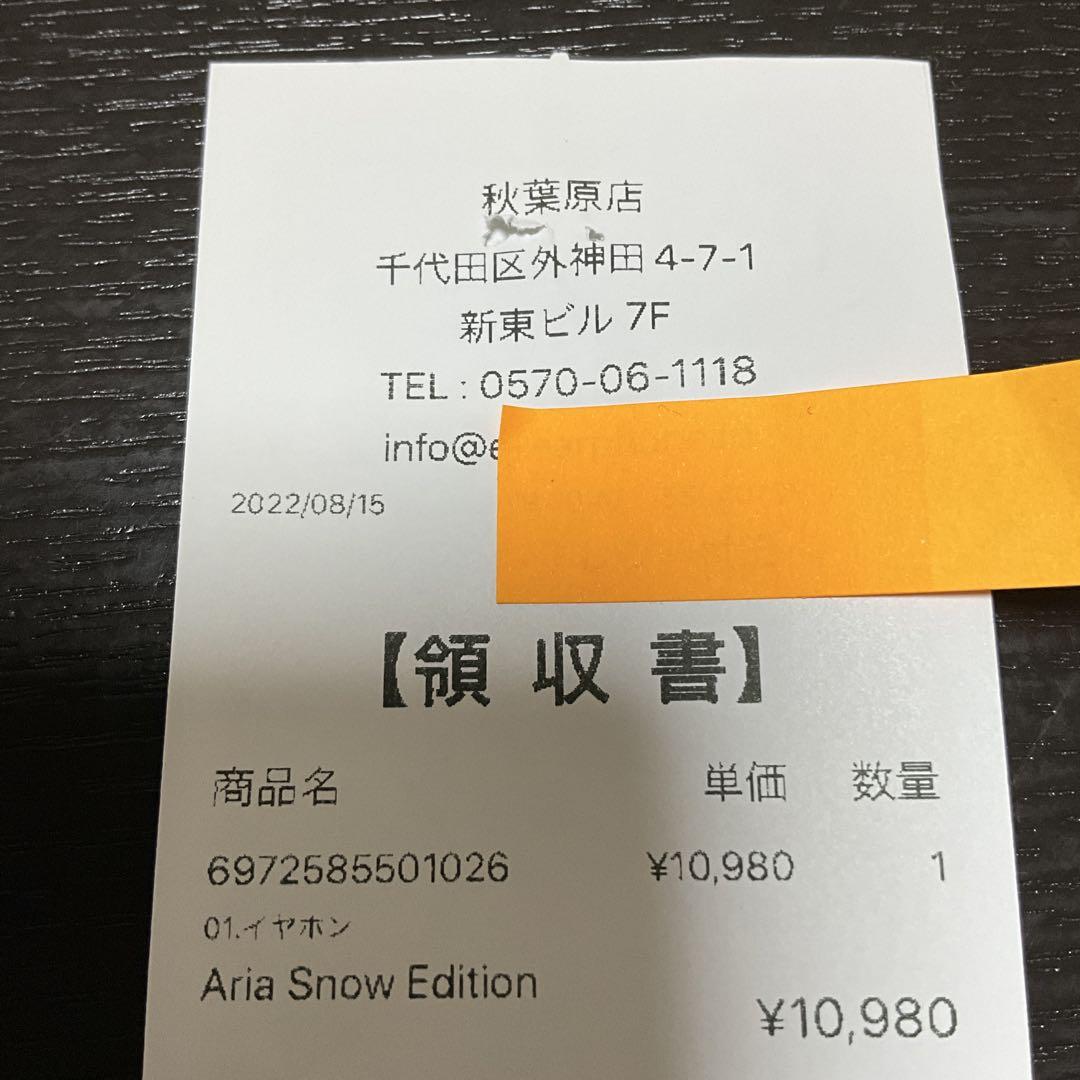 秋葉原店
千代田区外神田 4-7-1
新東ビル 7F
TEL : 0570-06-1118
info@e
2022/08/15
【領 収 書】
商品名 単価 数量
6972585501026 ¥10,980 1
01.イヤホン
Aria Snow Edition
¥10,980